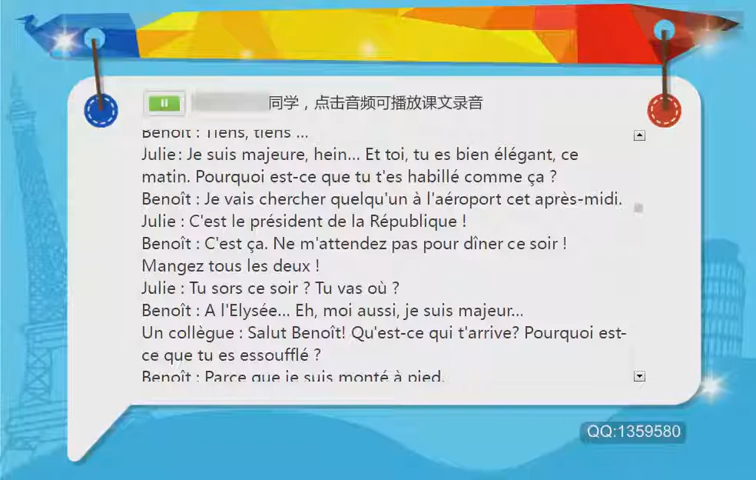 同学，点击音频可播放课文录音
Benoît : Tiens, tiens ...
Julie : Je suis majeure, hein... Et toi, tu es bien élégant, ce
matin. Pourquoi est-ce que tu t'es habillé comme ça ?
Benoît : Je vais chercher quelqu'un à l'aéroport cet après-midi.
Julie : C'est le président de la République !
Benoît : C'est ça. Ne m'attendez pas pour dîner ce soir !
Mangez tous les deux !
Julie : Tu sors ce soir ? Tu vas où ?
Benoît : A l'Elysée... Eh, moi aussi, je suis majeur...
Un collègue : Salut Benoît! Qu'est-ce qui t'arrive? Pourquoi est-
ce que tu es essoufflé ?
Benoît : Parce que je suis monté à pied.
QQ:1359580